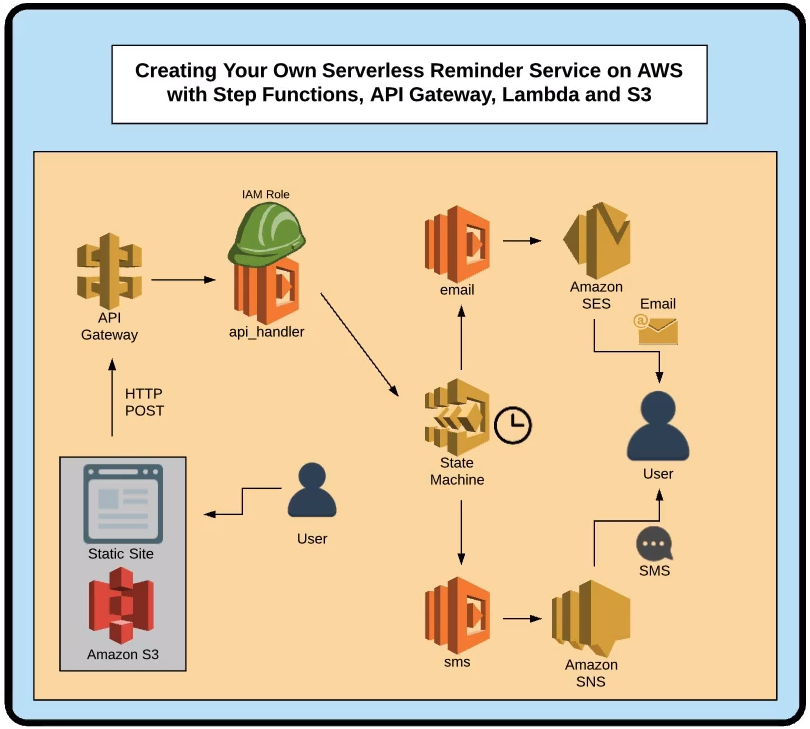 Creating Your Own Serverless Reminder Service on AWS
with Step Functions, API Gateway, Lambda and S3
IAM Role
API
Gateway
api_handler
email
Amazon
SES
Email
@
HTTP
POST
State
Machine
User
Static Site
User
SMS
Amazon S3
sms
Amazon
SNS